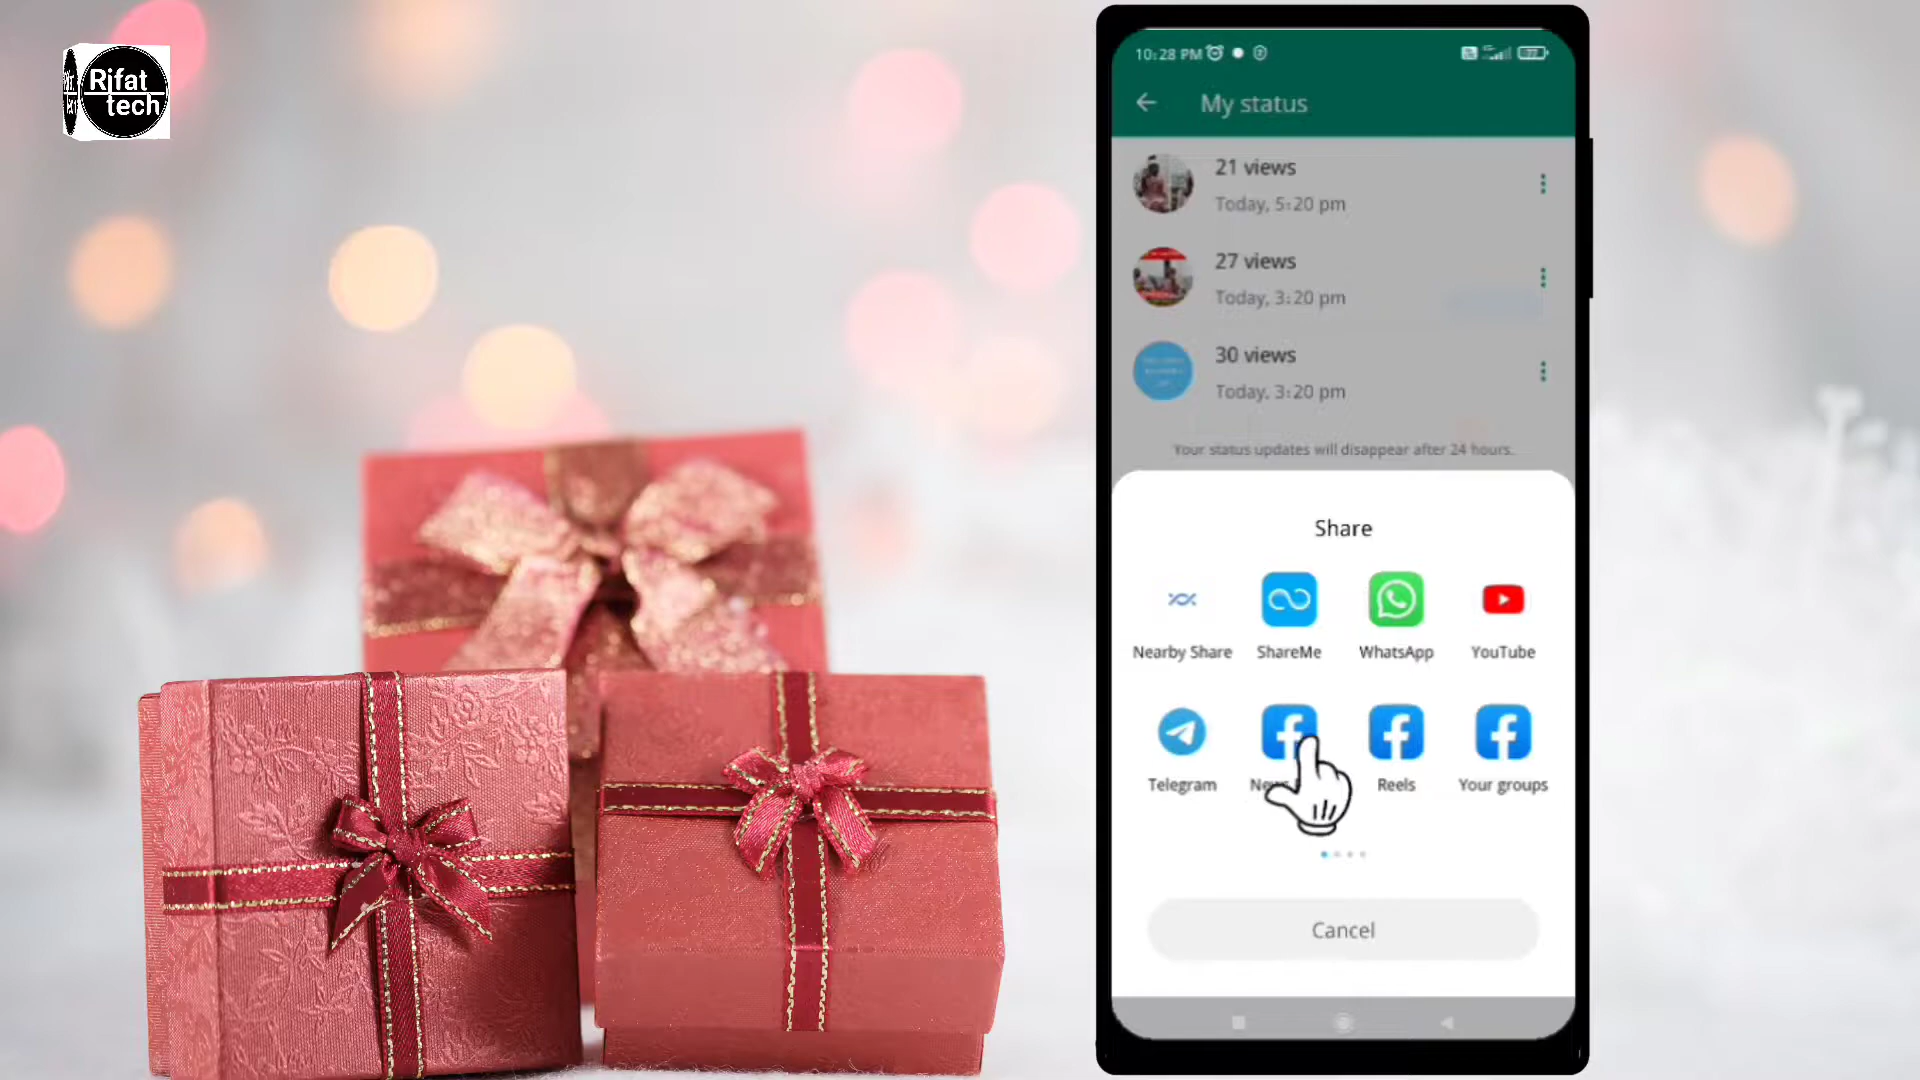 Rifat
tech
10:28 PM
My status
21 views
Today, 5:20 pm
27 views
Today, 3:20 pm
30 views
Today, 3:20 pm
Your status updates will disappear after 24 hours.
Share
Nearby Share
ShareMe
WhatsApp
YouTube
Telegram
Reels
Your groups
Cancel